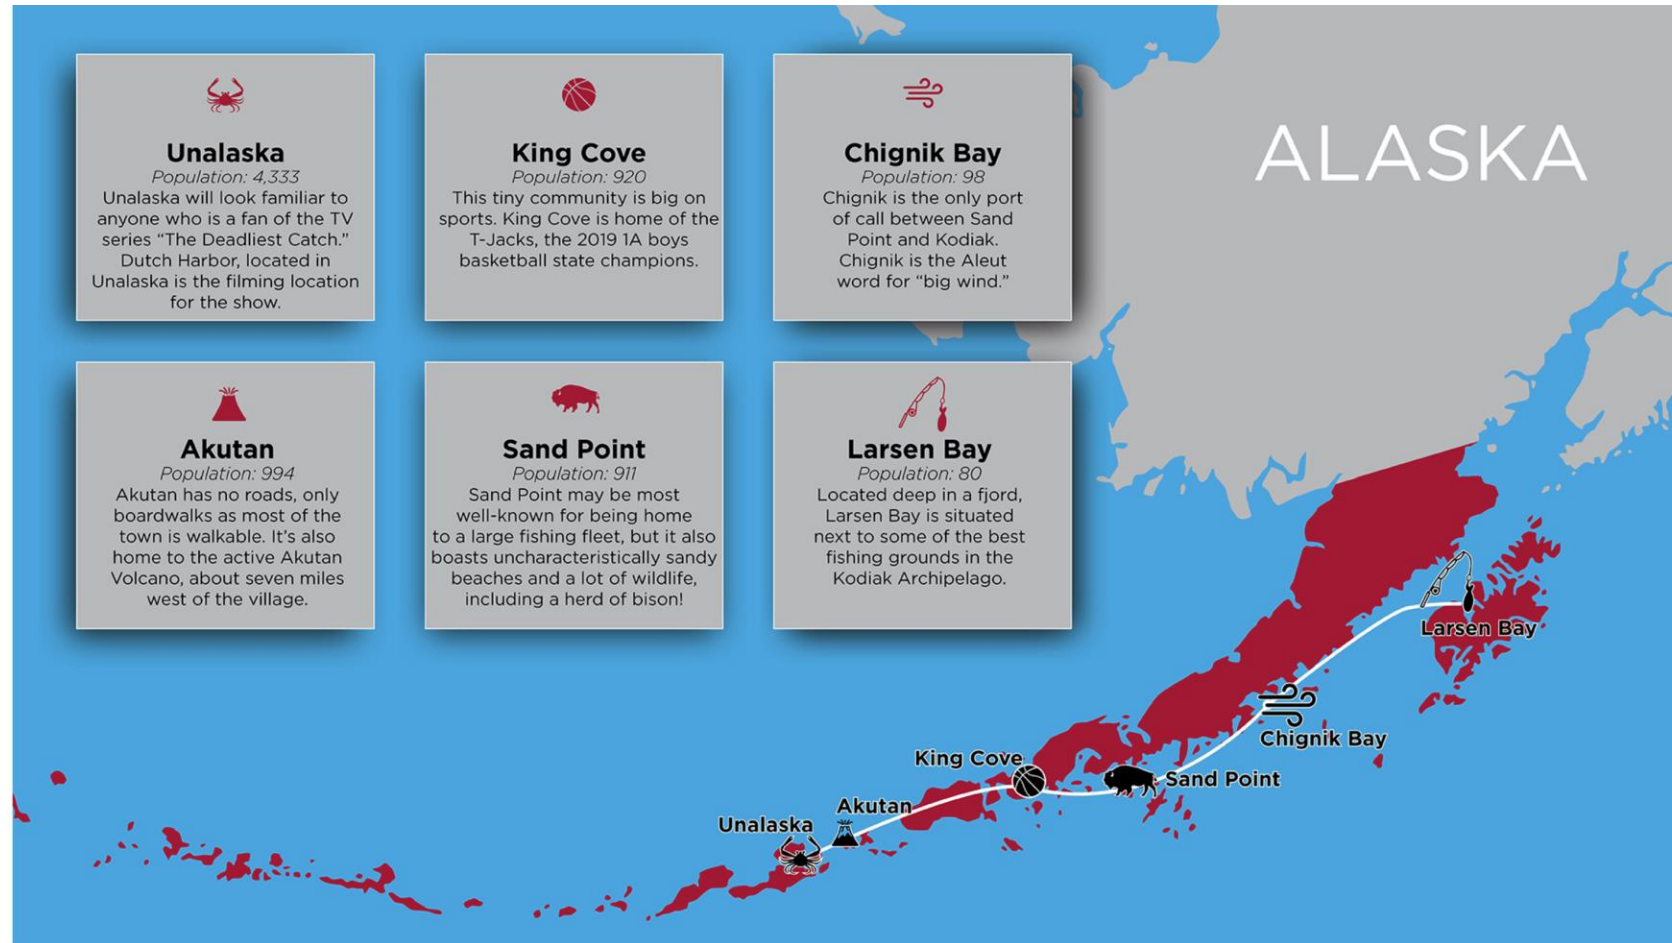 Unalaska
Population: 4,333
Unalaska will look familiar to
anyone who is a fan of the TV
series “The Deadliest Catch.”
Dutch Harbor, located in
Unalaska is the filming location
for the show.
King Cove
Population: 920
This tiny community is big on
sports. King Cove is home of the
T-Jacks, the 2019 1A boys
basketball state champions.
Chignik Bay
Population: 98
Chignik is the only port
of call between Sand
Point and Kodiak.
Chignik is the Aleut
word for “big wind.”
ALASKA
Akutan
Population: 994
Akutan has no roads, only
boardwalks as most of the
town is walkable. It’s also
home to the active Akutan
Volcano, about seven miles
west of the village.
Sand Point
Population: 911
Sand Point may be most
well-known for being home
to a large fishing fleet, but it also
boasts uncharacteristically sandy
beaches and a lot of wildlife,
including a herd of bison!
Larsen Bay
Population: 80
Located deep in a fjord,
Larsen Bay is situated
next to some of the best
fishing grounds in the
Kodiak Archipelago.
Larsen Bay
Chignik Bay
King Cove
Sand Point
Akutan
Unalaska